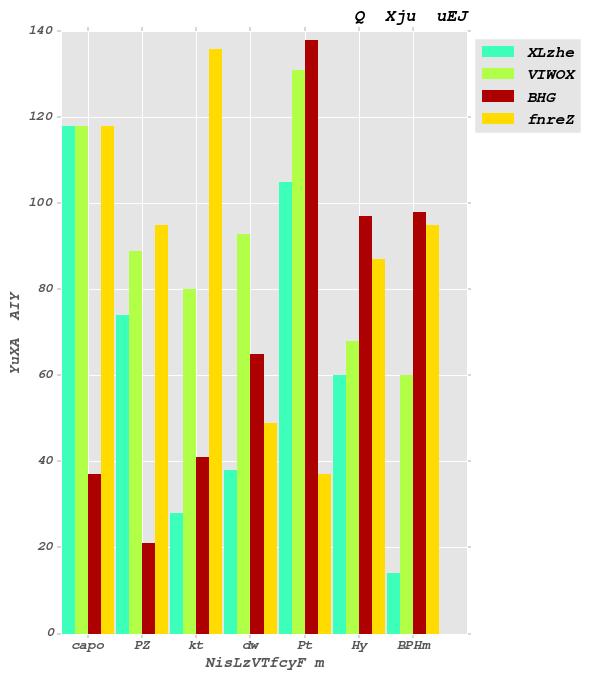 Q  Xju  uEJ
XLzhe
VIWOX
BHG
fnreZ
140
120
100
80
60
40
20
0
YuXA  AIY
capo PZ kt dw Pt Hy BPHm
NisLzVTfcyF m